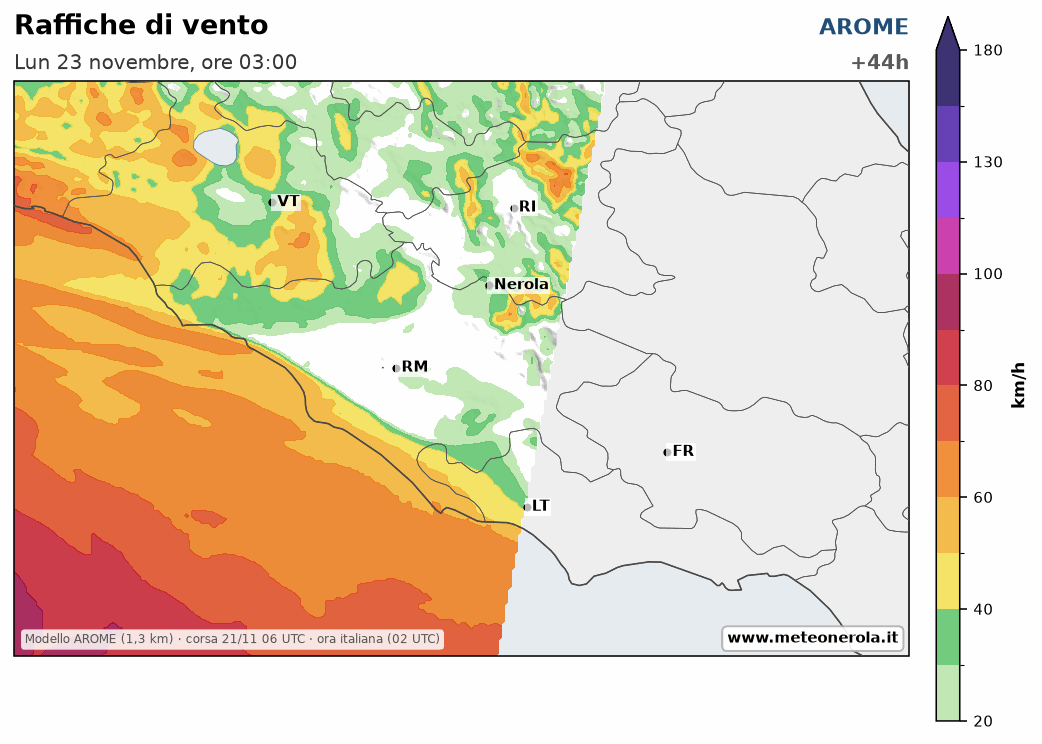 Raffiche di vento
AROME
Lun 23 novembre, ore 03:00
+44h
180
130
100
80
60
40
20
km/h
VT
RI
Nerola
RM
FR
LT
Modello AROME (1,3 km) · corsa 21/11 06 UTC · ora italiana (02 UTC)
www.meteonerola.it